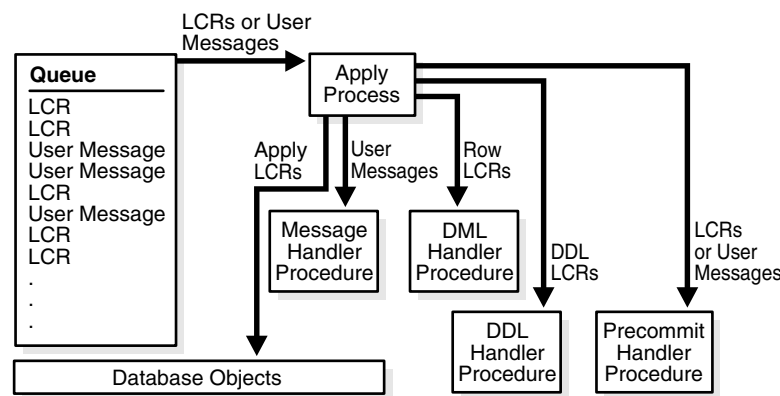 LCRs or User
Messages
Queue
LCR
LCR
User Message
User Message
LCR
User Message
LCR
LCR
.
.
.
Apply
Process
Apply
LCRs
User
Messages
Row
LCRs
DDL
LCRs
LCRs
or User
Messages
Message
Handler
Procedure
DML
Handler
Procedure
DDL
Handler
Procedure
Precommit
Handler
Procedure
Database Objects